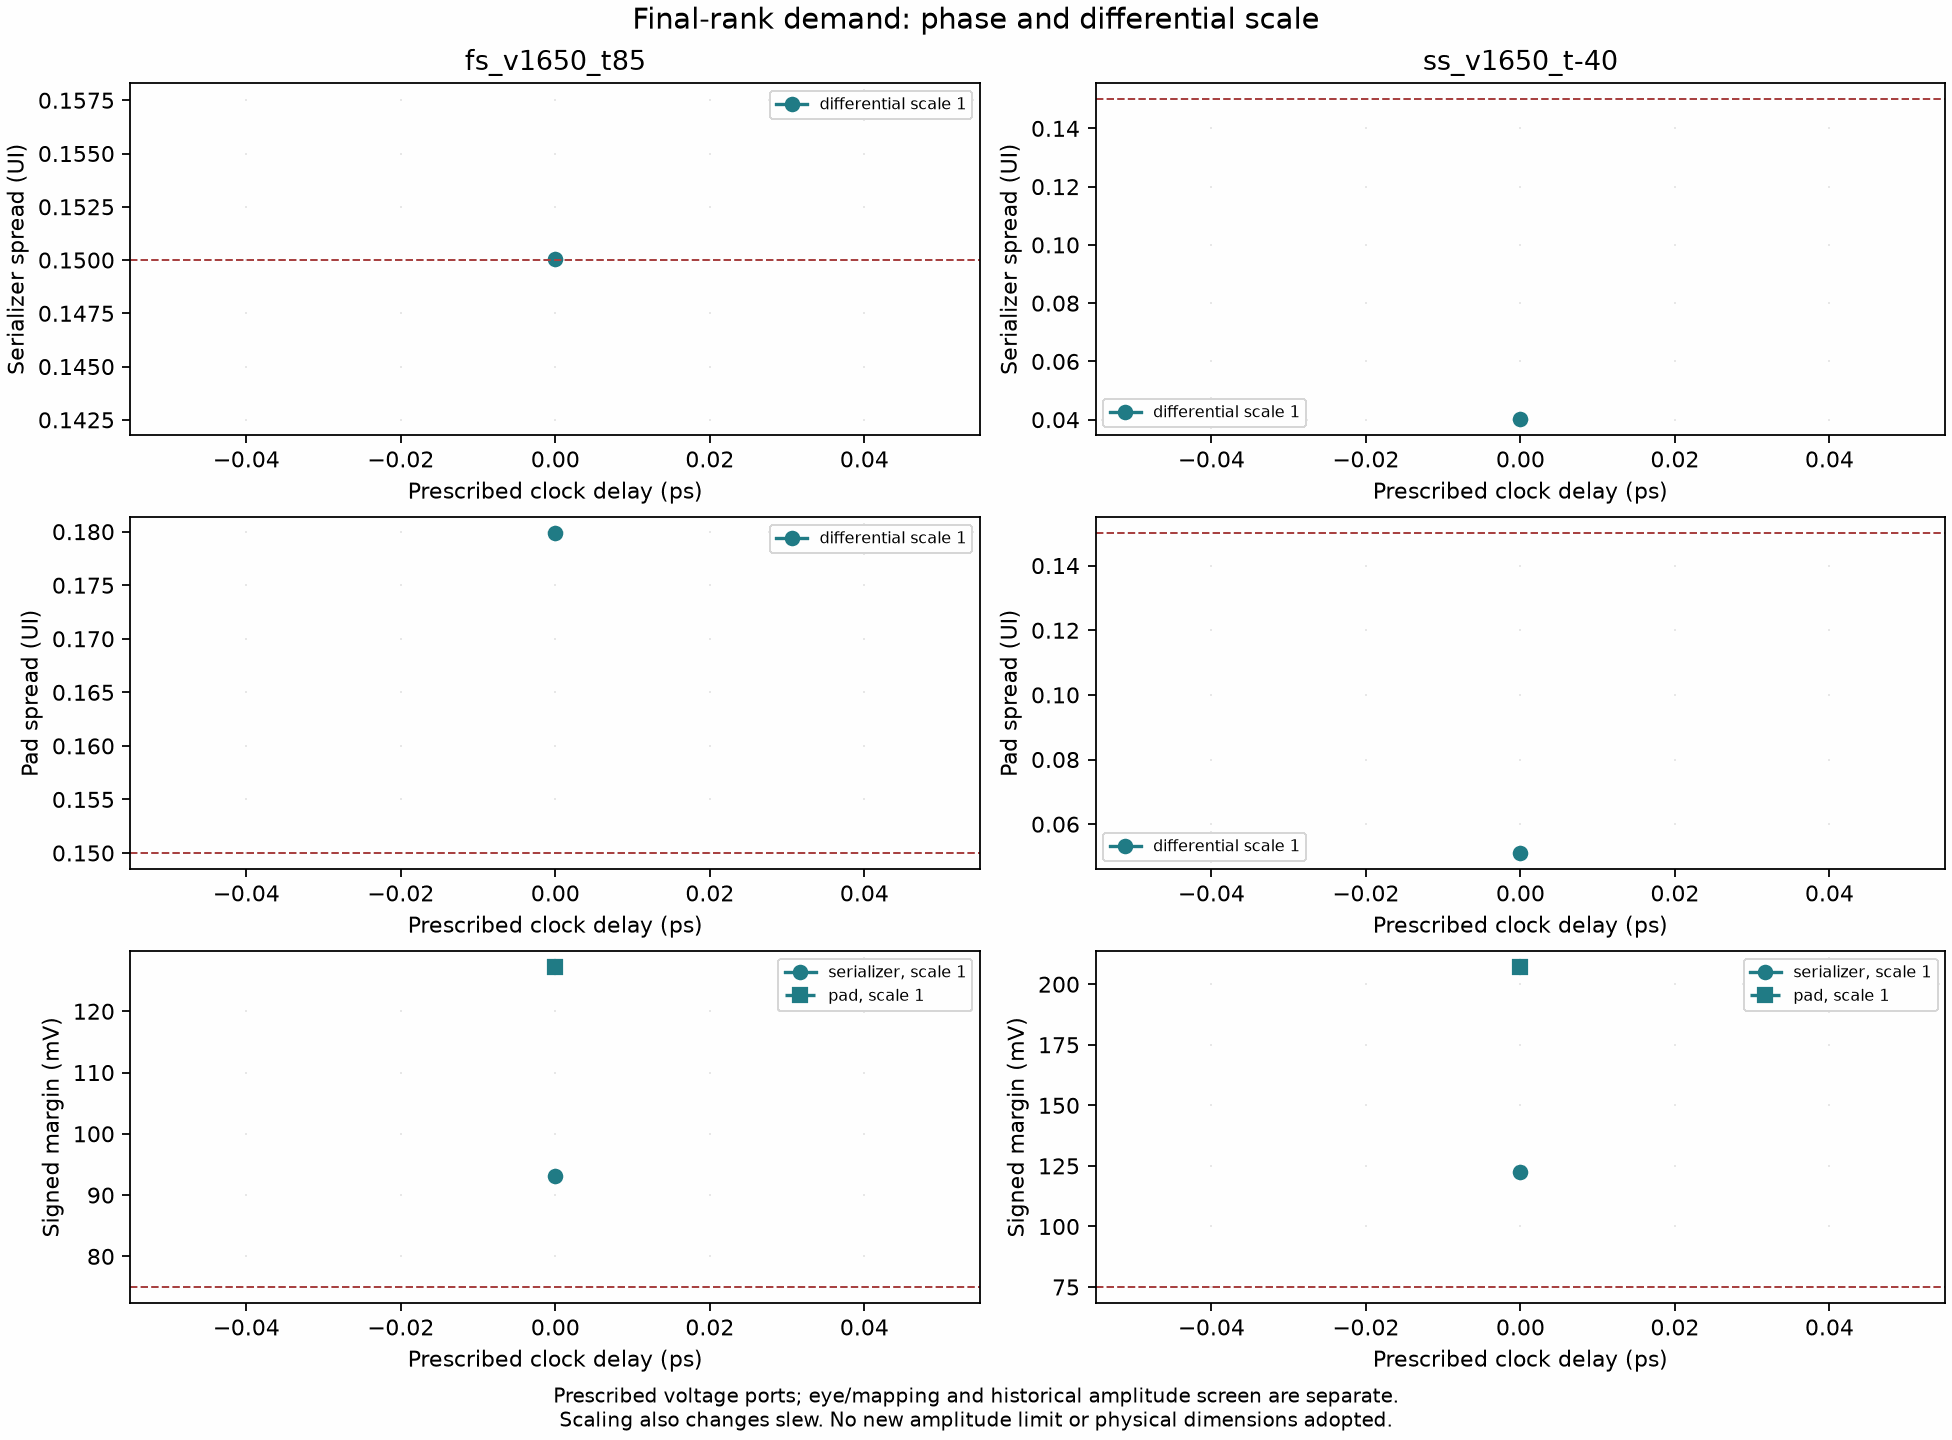 Final-rank demand: phase and differential scale
fs_v1650_t85
0.1575
0.1550
0.1525
0.1500
0.1475
0.1450
0.1425
Serializer spread (UI)
differential scale 1
−0.04 −0.02 0.00 0.02 0.04
Prescribed clock delay (ps)
ss_v1650_t-40
0.14
0.12
0.10
0.08
0.06
0.04
Serializer spread (UI)
differential scale 1
−0.04 −0.02 0.00 0.02 0.04
Prescribed clock delay (ps)
0.180
0.175
0.170
0.165
0.160
0.155
0.150
Pad spread (UI)
differential scale 1
−0.04 −0.02 0.00 0.02 0.04
Prescribed clock delay (ps)
0.14
0.12
0.10
0.08
0.06
Pad spread (UI)
differential scale 1
−0.04 −0.02 0.00 0.02 0.04
Prescribed clock delay (ps)
120
110
100
90
80
Signed margin (mV)
serializer, scale 1
pad, scale 1
−0.04 −0.02 0.00 0.02 0.04
Prescribed clock delay (ps)
200
175
150
125
100
75
Signed margin (mV)
serializer, scale 1
pad, scale 1
−0.04 −0.02 0.00 0.02 0.04
Prescribed clock delay (ps)
Prescribed voltage ports; eye/mapping and historical amplitude screen are separate.
Scaling also changes slew. No new amplitude limit or physical dimensions adopted.